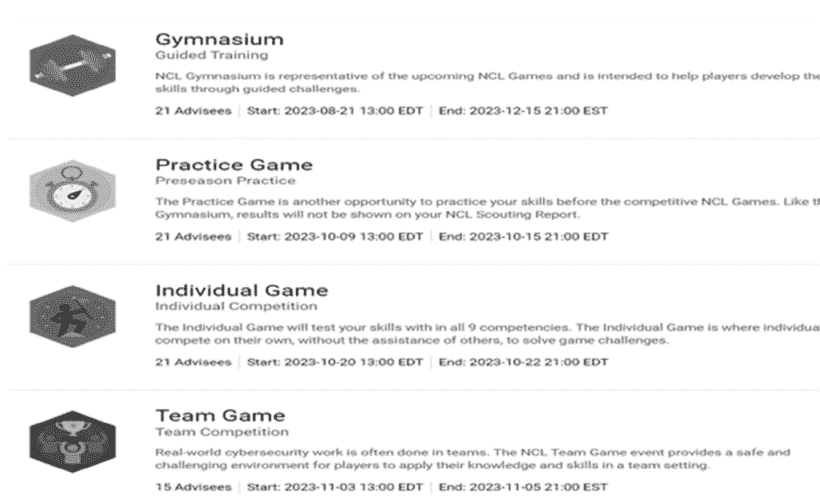 Gymnasium
Guided Training
NCL Gymnasium is representative of the upcoming NCL Games and is intended to help players develop the
skills through guided challenges.
21 Advisees | Start: 2023-08-21 13:00 EDT | End: 2023-12-15 21:00 EST
Practice Game
Preseason Practice
The Practice Game is another opportunity to practice your skills before the competitive NCL Games. Like th
Gymnasium, results will not be shown on your NCL Scouting Report.
21 Advisees | Start: 2023-10-09 13:00 EDT | End: 2023-10-15 21:00 EDT
Individual Game
Individual Competition
The Individual Game will test your skills with in all 9 competencies. The Individual Game is where individua
compete on their own, without the assistance of others, to solve game challenges.
21 Advisees | Start: 2023-10-20 13:00 EDT | End: 2023-10-22 21:00 EDT
Team Game
Team Competition
Real-world cybersecurity work is often done in teams. The NCL Team Game event provides a safe and
challenging environment for players to apply their knowledge and skills in a team setting.
15 Advisees | Start: 2023-11-03 13:00 EDT | End: 2023-11-05 21:00 EST